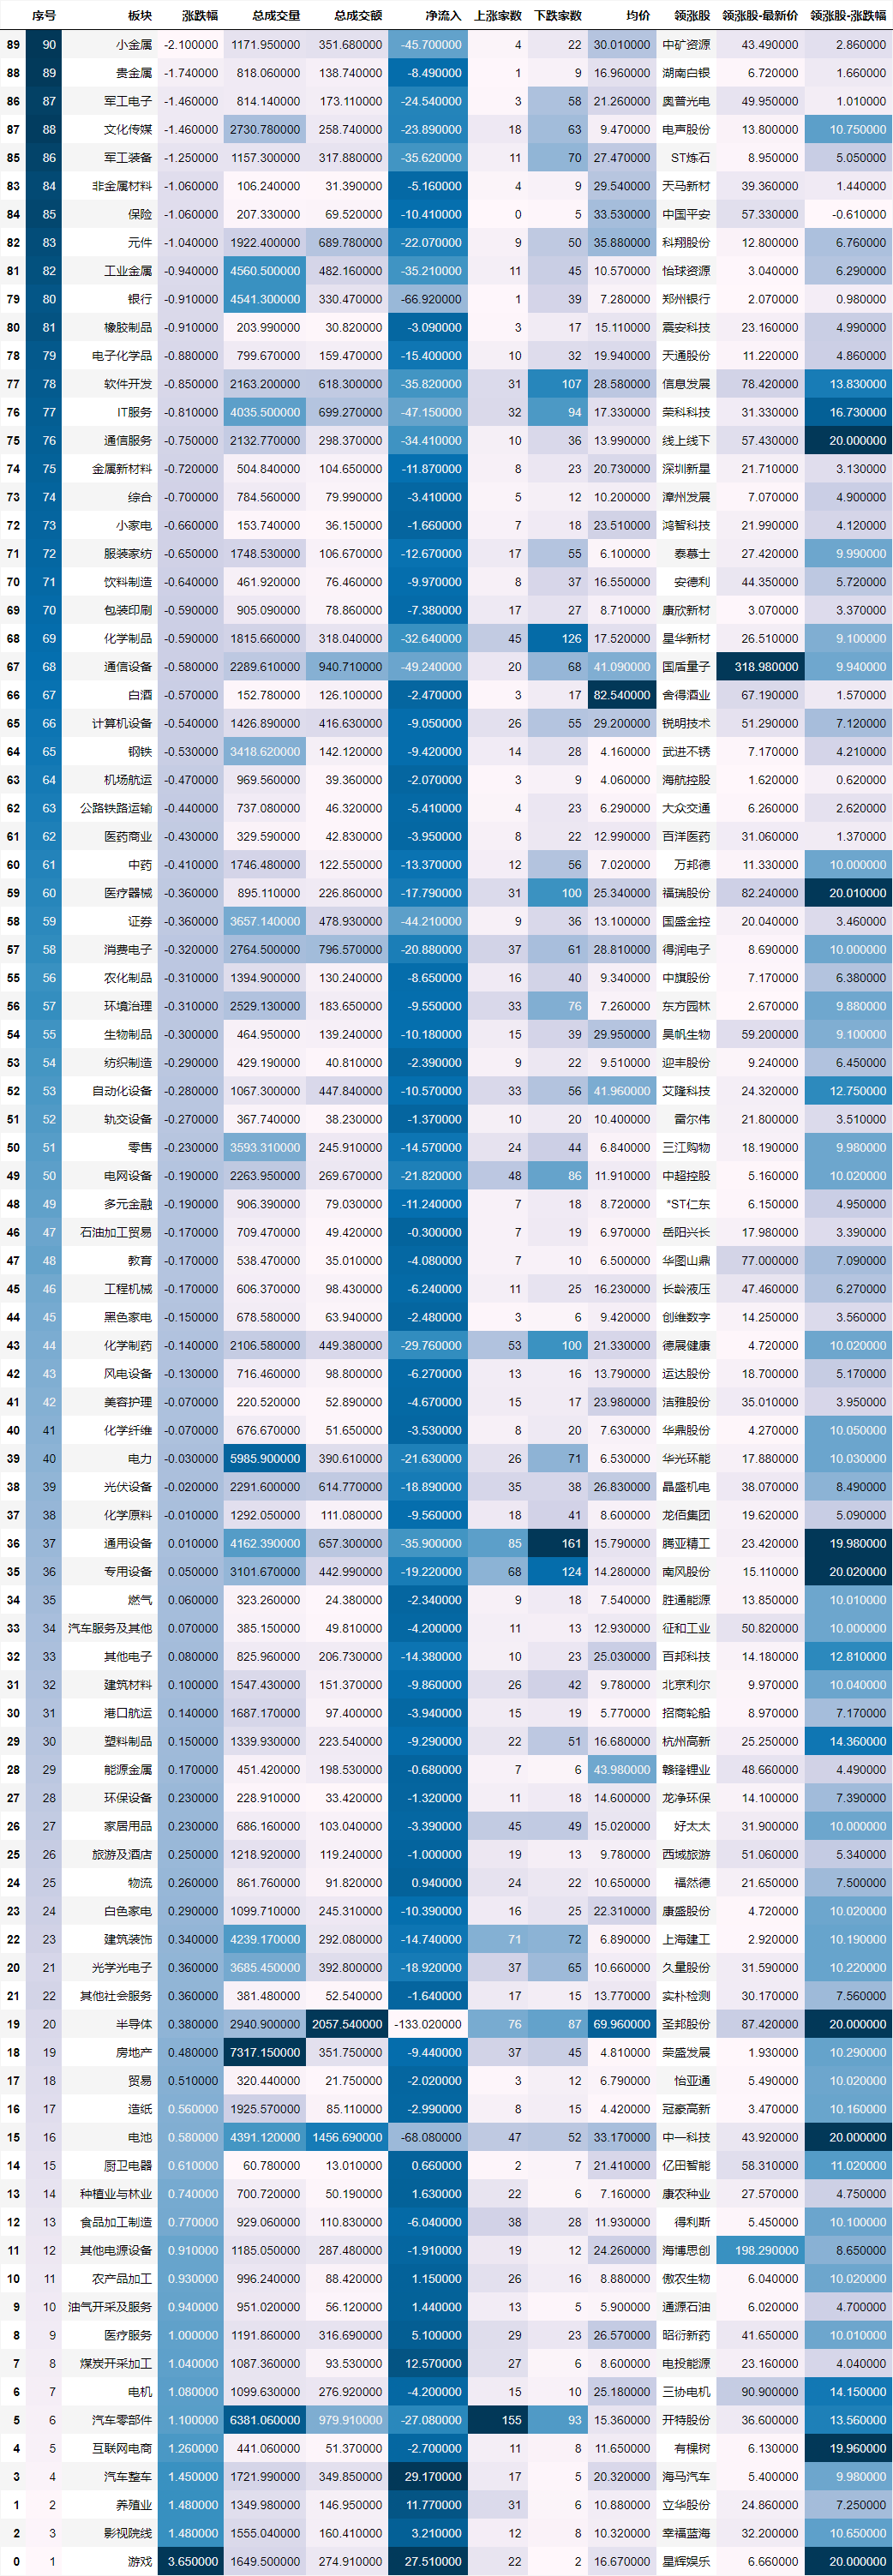 序号 板块 涨跌幅 总成交量 总成交额 净流入 上涨家数 下跌家数 均价 领涨股 领涨股-最新价 领涨股-涨跌幅
89 90 小金属 -2.100000 1171.950000 351.680000 -45.700000 4 22 30.010000 中矿资源 43.490000 2.860000
88 89 贵金属 -1.740000 818.060000 138.740000 -8.490000 1 9 16.960000 湖南白银 6.720000 1.660000
86 87 军工电子 -1.460000 814.140000 173.110000 -24.540000 3 58 21.260000 奥普光电 49.950000 1.010000
87 88 文化传媒 -1.460000 2730.780000 258.740000 -23.890000 18 63 9.470000 电声股份 13.800000 10.750000
85 86 军工装备 -1.250000 1157.300000 317.880000 -35.620000 11 70 27.470000 ST炼石 8.950000 5.050000
83 84 非金属材料 -1.060000 106.240000 31.390000 -5.160000 4 9 29.540000 天马新材 39.360000 1.440000
84 85 保险 -1.060000 207.330000 69.520000 -10.410000 0 5 33.530000 中国平安 57.330000 -0.610000
82 83 元件 -1.040000 1922.400000 689.780000 -22.070000 9 50 35.880000 科翔股份 12.800000 6.760000
81 82 工业金属 -0.940000 4560.500000 482.160000 -35.210000 11 45 10.570000 怡球资源 3.040000 6.290000
79 80 银行 -0.910000 4541.300000 330.470000 -66.920000 1 39 7.280000 郑州银行 2.070000 0.980000
80 81 橡胶制品 -0.910000 203.990000 30.820000 -3.090000 3 17 15.110000 震安科技 23.160000 4.990000
78 79 电子化学品 -0.880000 799.670000 159.470000 -15.400000 10 32 19.940000 天通股份 11.220000 4.860000
77 78 软件开发 -0.850000 2163.200000 618.300000 -35.820000 31 107 28.580000 信息发展 78.420000 13.830000
76 77 IT服务 -0.810000 4035.500000 699.270000 -47.150000 32 94 17.330000 荣科科技 31.330000 16.730000
75 76 通信服务 -0.750000 2132.770000 298.370000 -34.410000 10 36 13.990000 线上线下 57.430000 20.000000
74 75 金属新材料 -0.720000 504.840000 104.650000 -11.870000 8 23 20.730000 深圳新星 21.710000 3.130000
73 74 综合 -0.700000 784.560000 79.990000 -3.410000 5 12 10.200000 漳州发展 7.070000 4.900000
72 73 小家电 -0.660000 153.740000 36.150000 -1.660000 7 18 23.510000 鸿智科技 21.990000 4.120000
71 72 服装家纺 -0.650000 1748.530000 106.670000 -12.670000 17 55 6.100000 泰慕士 27.420000 9.990000
70 71 饮料制造 -0.640000 461.920000 76.460000 -9.970000 8 37 16.550000 安德利 44.350000 5.720000
69 70 包装印刷 -0.590000 905.090000 78.860000 -7.380000 17 27 8.710000 康欣新材 3.070000 3.370000
68 69 化学制品 -0.590000 1815.660000 318.040000 -32.640000 45 126 17.520000 星华新材 26.510000 9.100000
67 68 通信设备 -0.580000 2289.610000 940.710000 -49.240000 20 68 41.090000 国盾量子 318.980000 9.940000
66 67 白酒 -0.570000 152.780000 126.100000 -2.470000 3 17 82.540000 舍得酒业 67.190000 1.570000
65 66 计算机设备 -0.540000 1426.890000 416.630000 -9.050000 26 55 29.200000 锐明技术 51.290000 7.120000
64 65 钢铁 -0.530000 3418.620000 142.120000 -9.420000 14 28 4.160000 武进不锈 7.170000 4.210000
63 64 机场航运 -0.470000 969.560000 39.360000 -2.070000 3 9 4.060000 海航控股 1.620000 0.620000
62 63 公路铁路运输 -0.440000 737.080000 46.320000 -5.410000 4 23 6.290000 大众交通 6.260000 2.620000
61 62 医药商业 -0.430000 329.590000 42.830000 -3.950000 8 22 12.990000 百洋医药 31.060000 1.370000
60 61 中药 -0.410000 1746.480000 122.550000 -13.370000 12 56 7.020000 万邦德 11.330000 10.000000
59 60 医疗器械 -0.360000 895.110000 226.860000 -17.790000 31 100 25.340000 福瑞股份 82.240000 20.010000
58 59 证券 -0.360000 3657.140000 478.930000 -44.210000 9 36 13.100000 国盛金控 20.040000 3.460000
57 58 消费电子 -0.320000 2764.500000 796.570000 -20.880000 37 61 28.810000 得润电子 8.690000 10.000000
55 56 农化制品 -0.310000 1394.900000 130.240000 -8.650000 16 40 9.340000 中旗股份 7.170000 6.380000
56 57 环境治理 -0.310000 2529.130000 183.650000 -9.550000 33 76 7.260000 东方园林 2.670000 9.880000
54 55 生物制品 -0.300000 464.950000 139.240000 -10.180000 15 39 29.950000 昊帆生物 59.200000 9.100000
53 54 纺织制造 -0.290000 429.190000 40.810000 -2.390000 9 22 9.510000 迎丰股份 9.240000 6.450000
52 53 自动化设备 -0.280000 1067.300000 447.840000 -10.570000 33 56 41.960000 艾隆科技 24.320000 12.750000
51 52 轨交设备 -0.270000 367.740000 38.230000 -1.370000 10 20 10.400000 雷尔伟 21.800000 3.510000
50 51 零售 -0.230000 3593.310000 245.910000 -14.570000 24 44 6.840000 三江购物 18.190000 9.980000
49 50 电网设备 -0.190000 2263.950000 269.670000 -21.820000 48 86 11.910000 中超控股 5.160000 10.020000
48 49 多元金融 -0.190000 906.390000 79.030000 -11.240000 7 18 8.720000 *ST仁东 6.150000 4.950000
46 47 石油加工贸易 -0.170000 709.470000 49.420000 -0.300000 7 19 6.970000 岳阳兴长 17.980000 3.390000
47 48 教育 -0.170000 538.470000 35.010000 -4.080000 7 10 6.500000 华图山鼎 77.000000 7.090000
45 46 工程机械 -0.170000 606.370000 98.430000 -6.240000 11 25 16.230000 长龄液压 47.460000 6.270000
44 45 黑色家电 -0.150000 678.580000 63.940000 -2.480000 3 6 9.420000 创维数字 14.250000 3.560000
43 44 化学制药 -0.140000 2106.580000 449.380000 -29.760000 53 100 21.330000 德展健康 4.720000 10.020000
42 43 风电设备 -0.130000 716.460000 98.800000 -6.270000 13 16 13.790000 运达股份 18.700000 5.170000
41 42 美容护理 -0.070000 220.520000 52.890000 -4.670000 15 17 23.980000 洁雅股份 35.010000 3.950000
40 41 化学纤维 -0.070000 676.670000 51.650000 -3.530000 8 20 7.630000 华鼎股份 4.270000 10.050000
39 40 电力 -0.030000 5985.900000 390.610000 -21.630000 26 71 6.530000 华光环能 17.880000 10.030000
38 39 光伏设备 -0.020000 2291.600000 614.770000 -18.890000 35 38 26.830000 晶盛机电 38.070000 8.490000
37 38 化学原料 -0.010000 1292.050000 111.080000 -9.560000 18 41 8.600000 龙佰集团 19.620000 5.090000
36 37 通用设备 0.010000 4162.390000 657.300000 -35.900000 85 161 15.790000 腾亚精工 23.420000 19.980000
35 36 专用设备 0.050000 3101.670000 442.990000 -19.220000 68 124 14.280000 南风股份 15.110000 20.020000
34 35 燃气 0.060000 323.260000 24.380000 -2.340000 9 18 7.540000 胜通能源 13.850000 10.010000
33 34 汽车服务及其他 0.070000 385.150000 49.810000 -4.200000 11 13 12.930000 征和工业 50.820000 10.000000
32 33 其他电子 0.080000 825.960000 206.730000 -14.380000 10 23 25.030000 百邦科技 14.180000 12.810000
31 32 建筑材料 0.100000 1547.430000 151.370000 -9.860000 26 42 9.780000 北京利尔 9.970000 10.040000
30 31 港口航运 0.140000 1687.170000 97.400000 -3.940000 15 19 5.770000 招商轮船 8.970000 7.170000
29 30 塑料制品 0.150000 1339.930000 223.540000 -9.290000 22 51 16.680000 杭州高新 25.250000 14.360000
28 29 能源金属 0.170000 451.420000 198.530000 -0.680000 7 6 43.980000 赣锋锂业 48.660000 4.490000
27 28 环保设备 0.230000 228.910000 33.420000 -1.320000 11 18 14.600000 龙净环保 14.100000 7.390000
26 27 家居用品 0.230000 686.160000 103.040000 -3.390000 45 49 15.020000 好太太 31.900000 10.000000
25 26 旅游及酒店 0.250000 1218.920000 119.240000 -1.000000 19 13 9.780000 西域旅游 51.060000 5.340000
24 25 物流 0.260000 861.760000 91.820000 0.940000 24 22 10.650000 福然德 21.650000 7.500000
23 24 白色家电 0.290000 1099.710000 245.310000 -10.390000 16 25 22.310000 康盛股份 4.720000 10.020000
22 23 建筑装饰 0.340000 4239.170000 292.080000 -14.740000 71 72 6.890000 上海建工 2.920000 10.190000
20 21 光学光电子 0.360000 3685.450000 392.800000 -18.920000 37 65 10.660000 久量股份 31.590000 10.220000
21 22 其他社会服务 0.360000 381.480000 52.540000 -1.640000 17 15 13.770000 实朴检测 30.170000 7.560000
19 20 半导体 0.380000 2940.900000 2057.540000 -133.020000 76 87 69.960000 圣邦股份 87.420000 20.000000
18 19 房地产 0.480000 7317.150000 351.750000 -9.440000 37 45 4.810000 荣盛发展 1.930000 10.290000
17 18 贸易 0.510000 320.440000 21.750000 -2.020000 3 12 6.790000 怡亚通 5.490000 10.020000
16 17 造纸 0.560000 1925.570000 85.110000 -2.990000 8 15 4.420000 冠豪高新 3.470000 10.160000
15 16 电池 0.580000 4391.120000 1456.690000 -68.080000 47 52 33.170000 中一科技 43.920000 20.000000
14 15 厨卫电器 0.610000 60.780000 13.010000 0.660000 2 7 21.410000 亿田智能 58.310000 11.020000
13 14 种植业与林业 0.740000 700.720000 50.190000 1.630000 22 6 7.160000 康农种业 27.570000 4.750000
12 13 食品加工制造 0.770000 929.060000 110.830000 -6.040000 38 28 11.930000 得利斯 5.450000 10.100000
11 12 其他电源设备 0.910000 1185.050000 287.480000 -1.910000 19 12 24.260000 海博思创 198.290000 8.650000
10 11 农产品加工 0.930000 996.240000 88.420000 1.150000 26 16 8.880000 傲农生物 6.040000 10.020000
9 10 油气开采及服务 0.940000 951.020000 56.120000 1.440000 13 5 5.900000 通源石油 6.020000 4.700000
8 9 医疗服务 1.000000 1191.860000 316.690000 5.100000 29 23 26.570000 昭衍新药 41.650000 10.010000
7 8 煤炭开采加工 1.040000 1087.360000 93.530000 12.570000 27 6 8.600000 电投能源 23.160000 4.040000
6 7 电机 1.080000 1099.630000 276.920000 -4.200000 15 10 25.180000 三协电机 90.900000 14.150000
5 6 汽车零部件 1.100000 6381.060000 979.910000 -27.080000 155 93 15.360000 开特股份 36.600000 13.560000
4 5 互联网电商 1.260000 441.060000 51.370000 -2.700000 11 8 11.650000 有棵树 6.130000 19.960000
3 4 汽车整车 1.450000 1721.990000 349.850000 29.170000 17 5 20.320000 海马汽车 5.400000 9.980000
1 2 养殖业 1.480000 1349.980000 146.950000 11.770000 31 6 10.880000 立华股份 24.860000 7.250000
2 3 影视院线 1.480000 1555.040000 160.410000 3.210000 12 8 10.320000 幸福蓝海 32.200000 10.650000
0 1 游戏 3.650000 1649.500000 274.910000 27.510000 22 2 16.670000 星辉娱乐 6.660000 20.000000